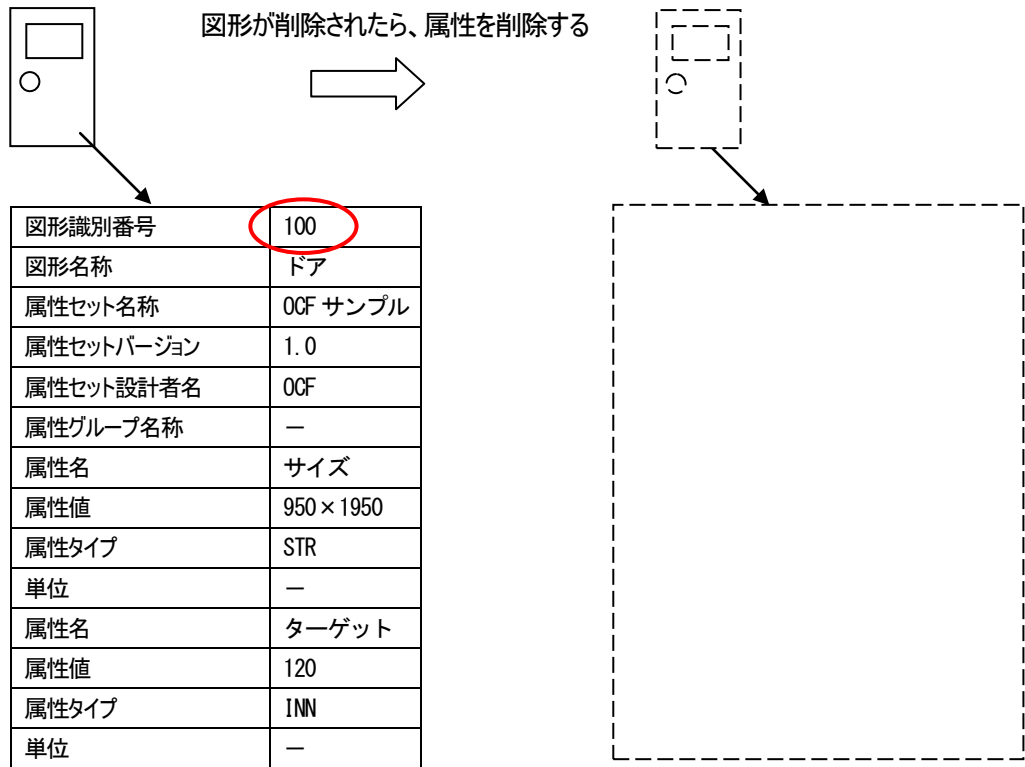 図形が削除されたら、属性を削除する
図形識別番号 100
図形名称 ドア
属性セット名称 OCF サンプル
属性セットバージョン 1.0
属性セット設計者名 OCF
属性グループ名称 －
属性名 サイズ
属性値 950×1950
属性タイプ STR
単位 －
属性名 ターゲット
属性値 120
属性タイプ INN
単位 －